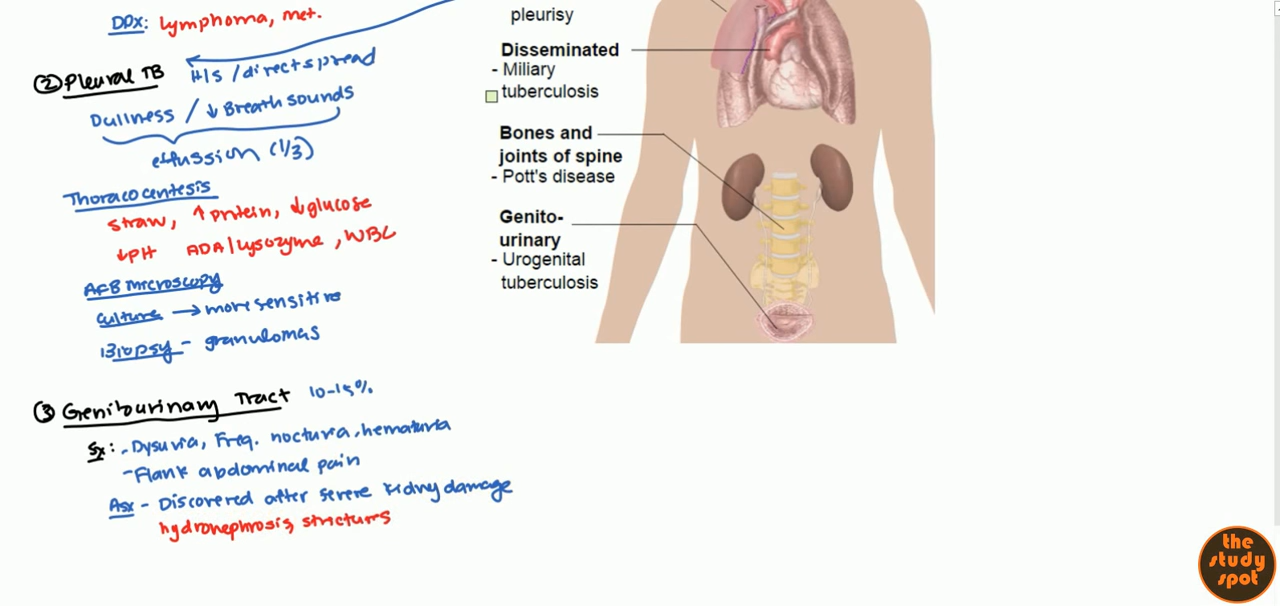 DDx: Lymphoma, met.
② Pleural TB H/S / direct spread
Dullness / ↓ Breath sounds
effussion (1/3)
Thoracocentesis
Straw, ↑ protein, ↓ glucose
↓PH ADA / Lysozyme, WBC
AFB microscopy
culture → more sensitive
Biopsy - granulomas
③ Genitourinary Tract 10-15%
Sx: - Dysuria, Freq. nocturia, hematuria
- Flank abdominal pain
Asx - Discovered after severe kidney damage
hydronephrosis, strictures
pleurisy
Disseminated
- Miliary
tuberculosis
Bones and
joints of spine
- Pott's disease
Genito-
urinary
- Urogenital
tuberculosis
the
study
spot